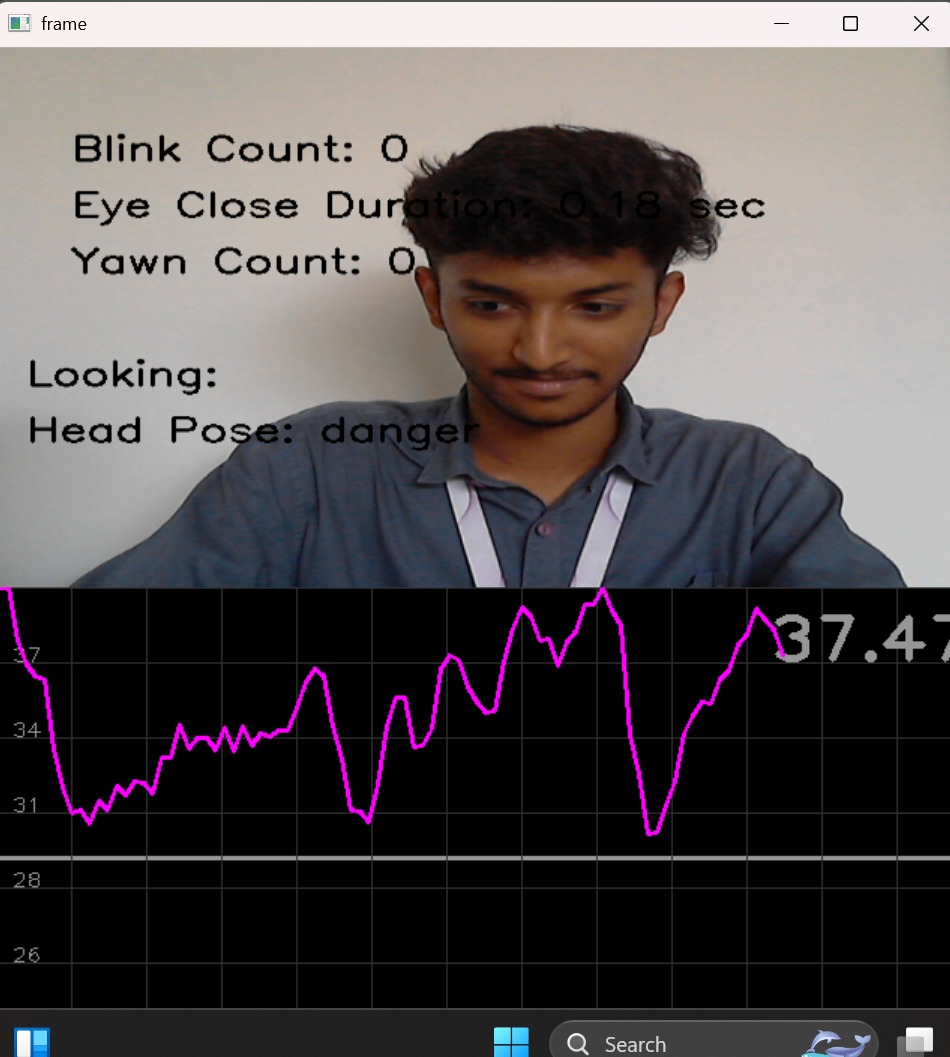 frame
Blink Count: 0
Eye Close Duration: 0.18 sec
Yawn Count: 0
Looking:
Head Pose: danger
37.47
37
34
31
28
26
Search